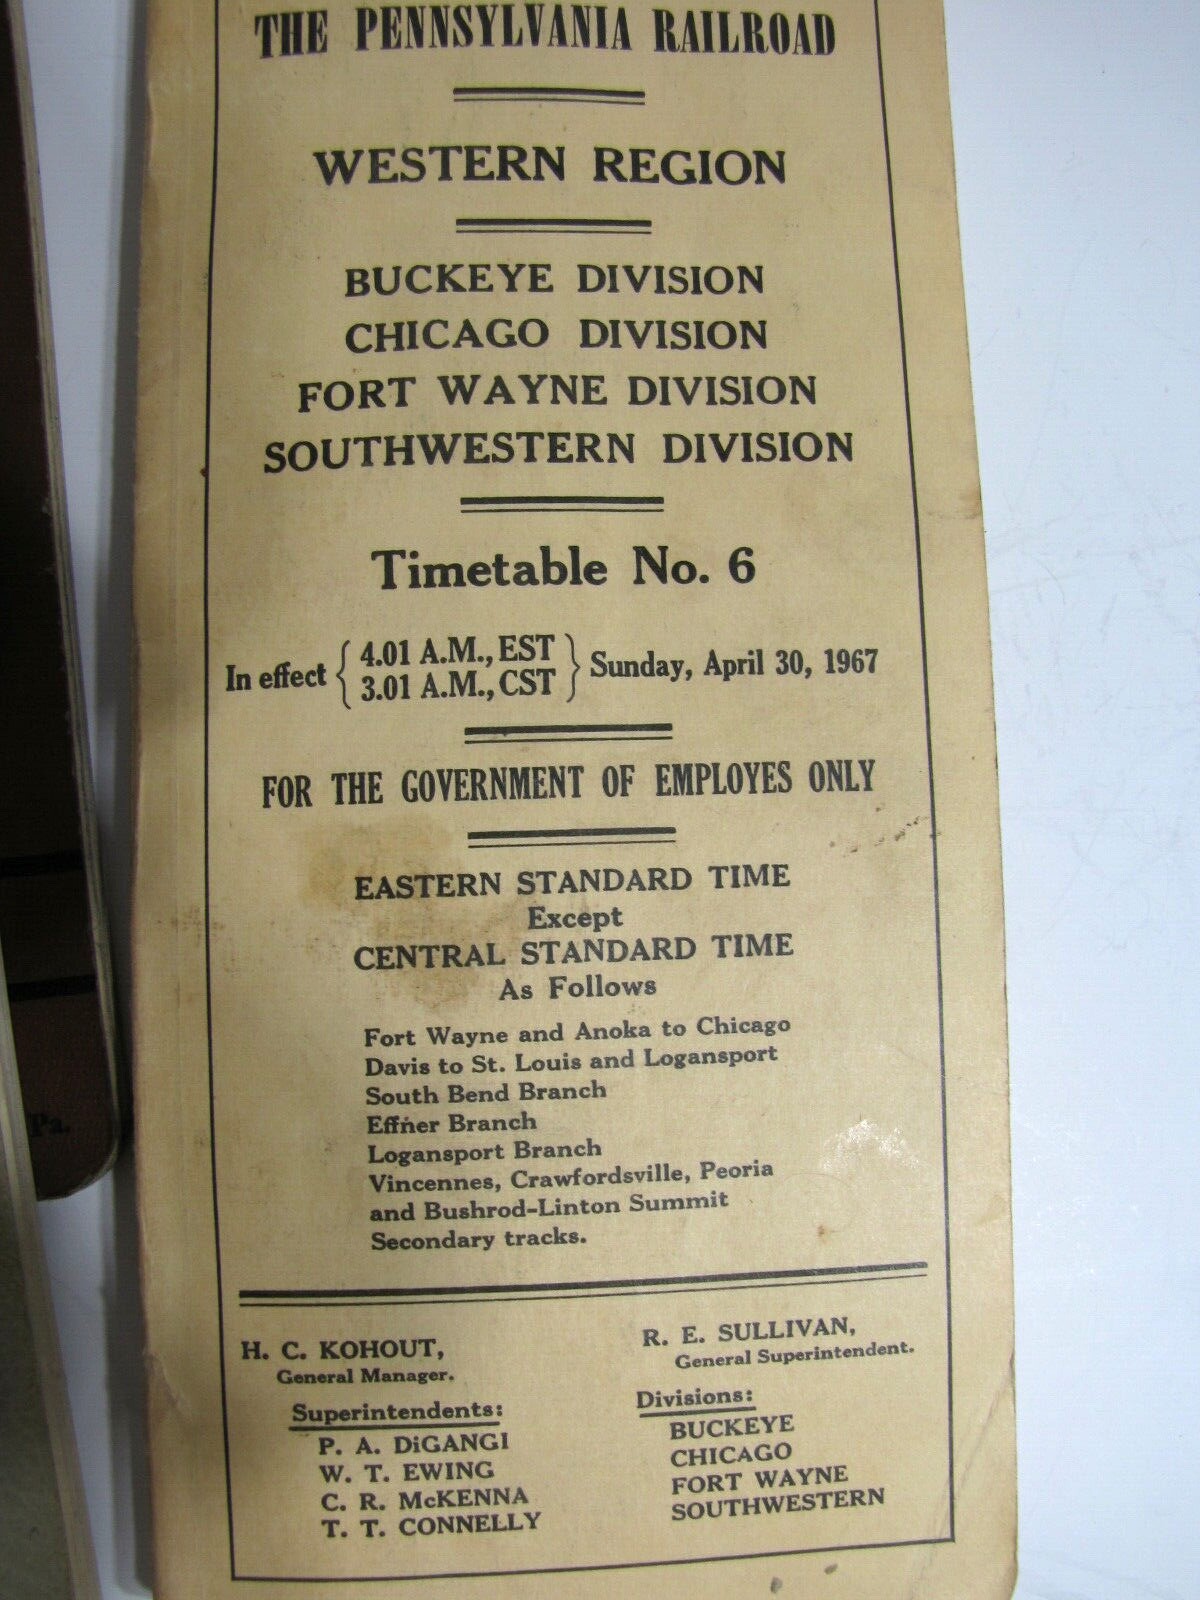 THE PENNSYLVANIA RAILROAD
WESTERN REGION
BUCKEYE DIVISION
CHICAGO DIVISION
FORT WAYNE DIVISION
SOUTHWESTERN DIVISION
Timetable No. 6
In effect { 4.01 A.M., EST 3.01 A.M., CST } Sunday, April 30, 1967
FOR THE GOVERNMENT OF EMPLOYES ONLY
EASTERN STANDARD TIME
Except
CENTRAL STANDARD TIME
As Follows
Fort Wayne and Anoka to Chicago
Davis to St. Louis and Logansport
South Bend Branch
Effner Branch
Logansport Branch
Vincennes, Crawfordsville, Peoria
and Bushrod-Linton Summit
Secondary tracks.
H. C. KOHOUT,
General Manager.
R. E. SULLIVAN,
General Superintendent.
Superintendents: Divisions:
P. A. DiGANGI BUCKEYE
W. T. EWING CHICAGO
C. R. McKENNA FORT WAYNE
T. T. CONNELLY SOUTHWESTERN
Pa.